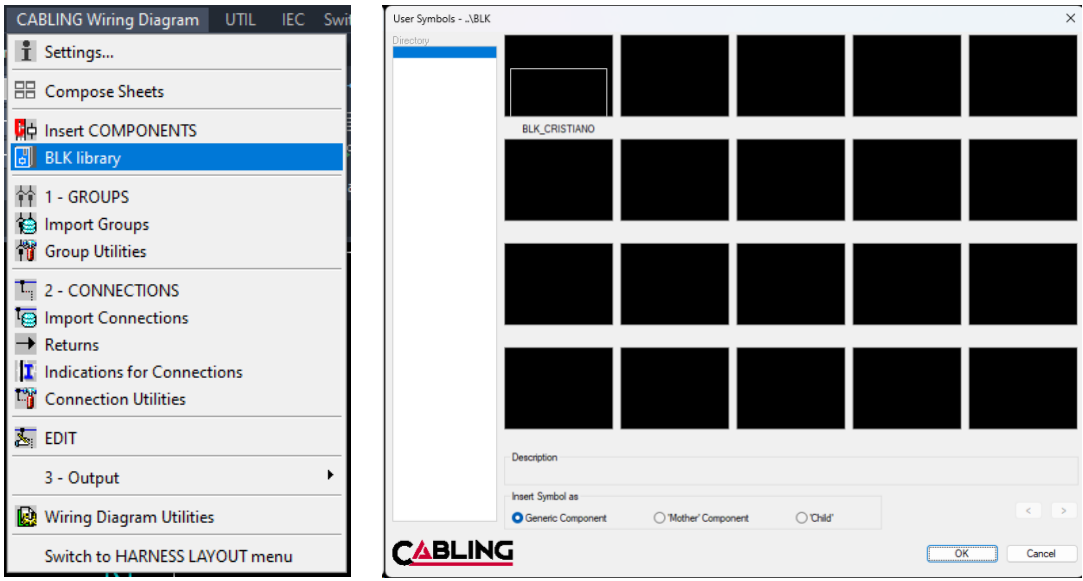 CABLING Wiring Diagram UTIL IEC Swit
Settings...
Compose Sheets
Insert COMPONENTS
BLK library
1 - GROUPS
Import Groups
Group Utilities
2 - CONNECTIONS
Import Connections
Returns
Indications for Connections
Connection Utilities
EDIT
3 - Output
Wiring Diagram Utilities
Switch to HARNESS LAYOUT menu
User Symbols - ..\BLK
Directory
BLK_CRISTIANO
Description
Insert Symbol as
Generic Component 'Mother' Component 'Child'
< >
CABLING
OK Cancel